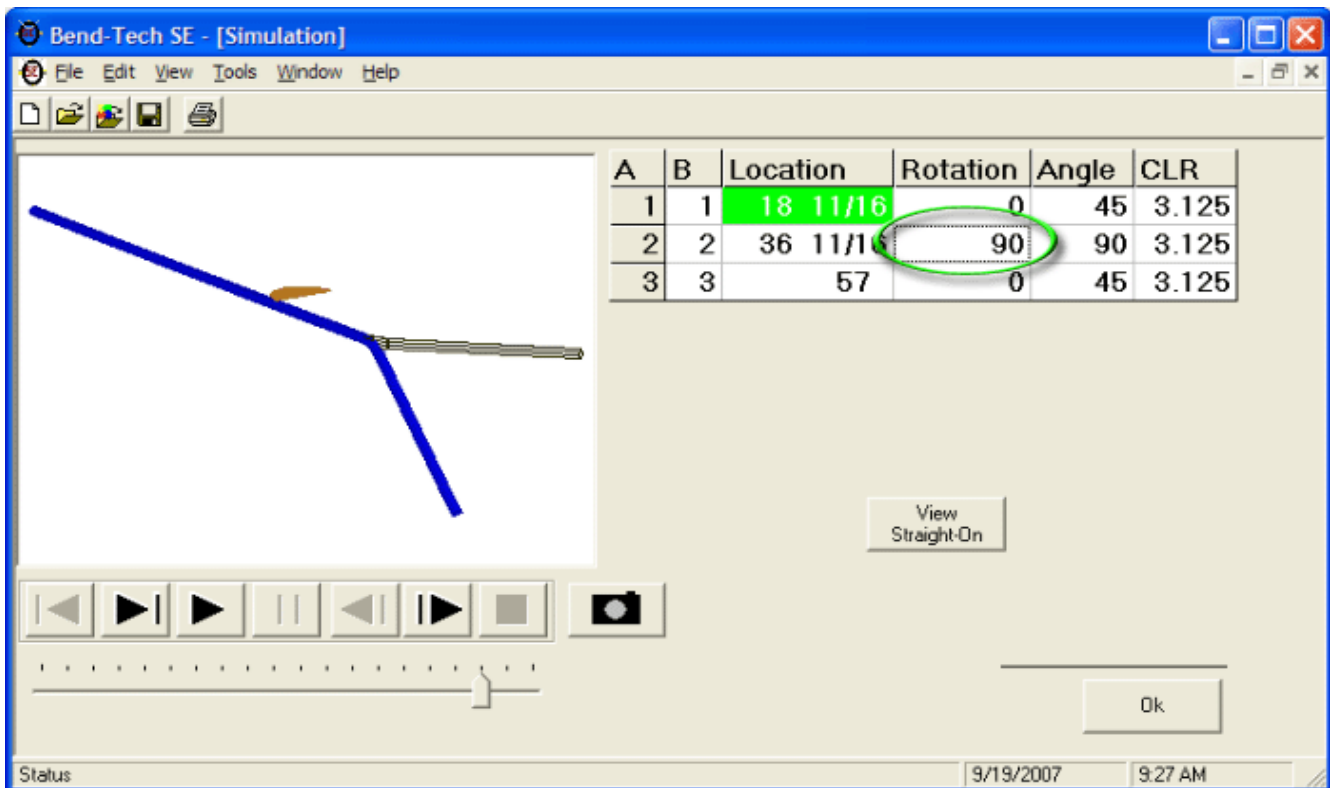 Bend-Tech SE - [Simulation]
File Edit View Tools Window Help
A B Location Rotation Angle CLR
1 1 18 11/16 0 45 3.125
2 2 36 11/16 90 90 3.125
3 3 57 0 45 3.125
View
Straight-On
Ok
Status 9/19/2007 9:27 AM